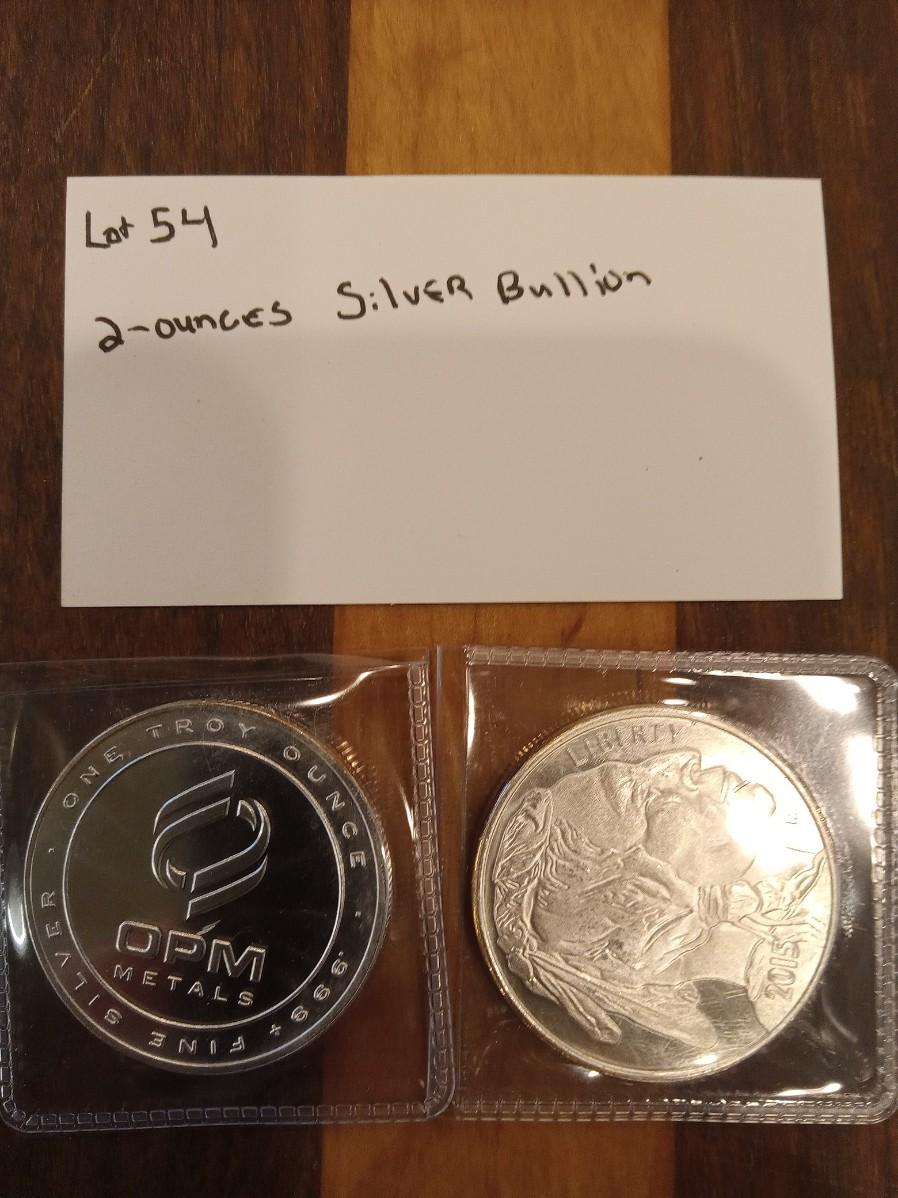 Lot 54
2-ounces Silver Bullion
ONE TROY OUNCE · .999+ FINE SILVER ·
OPM
METALS
LIBERTY
2015